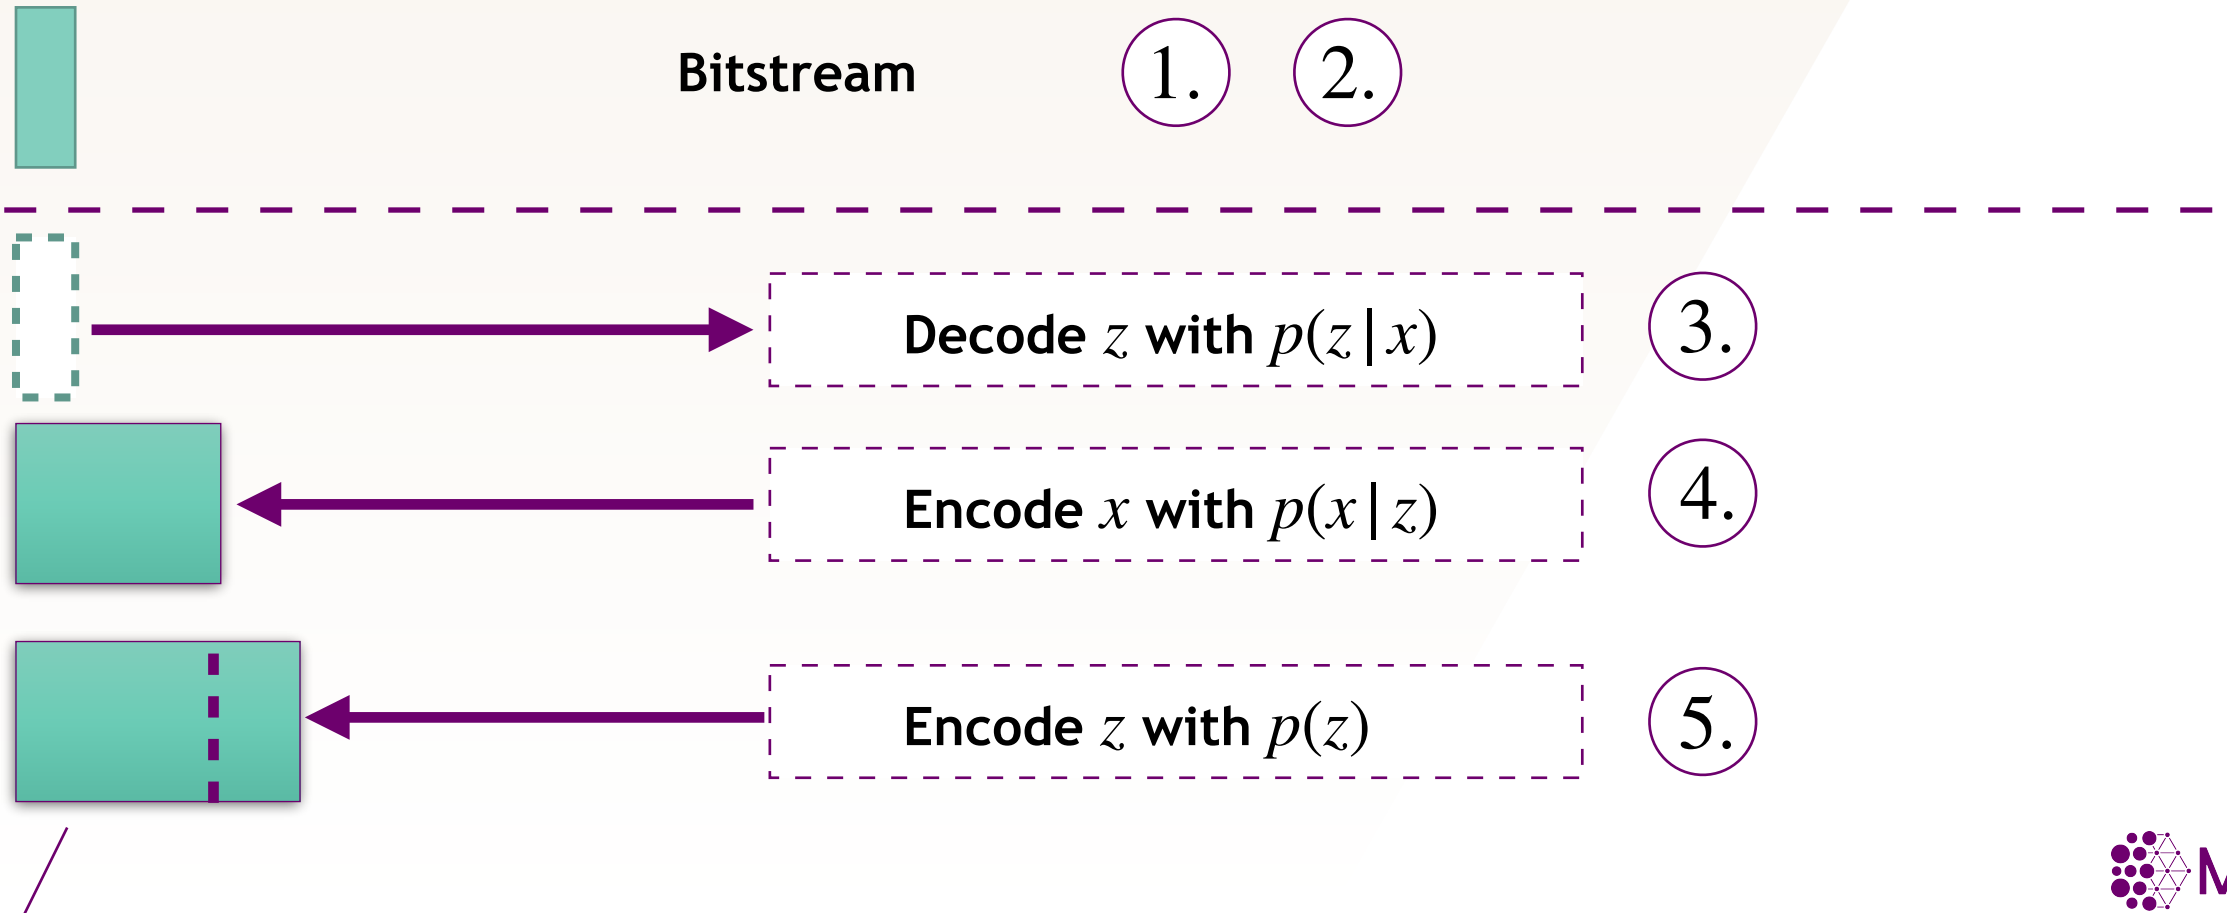 Bitstream 1. 2.
Decode z with p(z|x) 3.
Encode x with p(x|z) 4.
Encode z with p(z) 5.
M